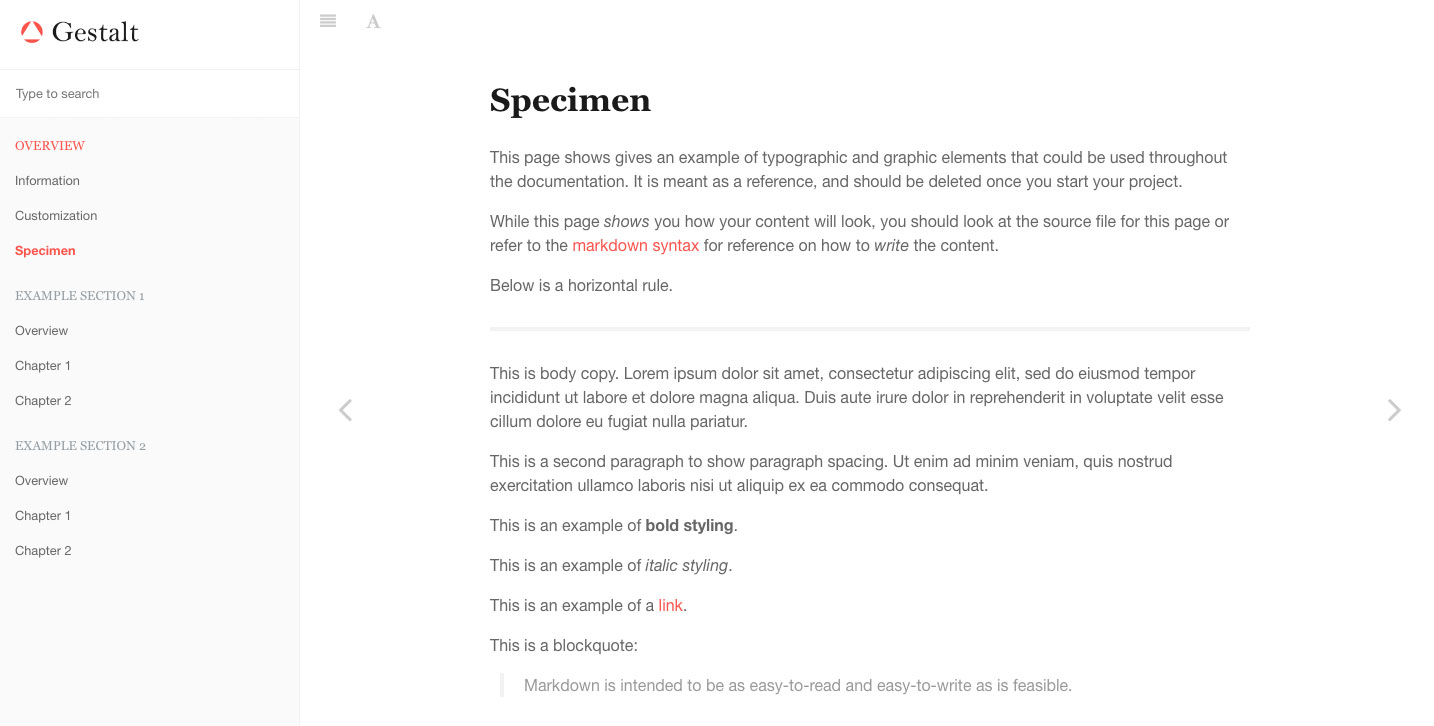 Gestalt
Type to search
OVERVIEW
Information
Customization
Specimen
EXAMPLE SECTION 1
Overview
Chapter 1
Chapter 2
EXAMPLE SECTION 2
Overview
Chapter 1
Chapter 2
A
Specimen
This page shows gives an example of typographic and graphic elements that could be used throughout
the documentation. It is meant as a reference, and should be deleted once you start your project.
While this page shows you how your content will look, you should look at the source file for this page or
refer to the markdown syntax for reference on how to write the content.
Below is a horizontal rule.
This is body copy. Lorem ipsum dolor sit amet, consectetur adipiscing elit, sed do eiusmod tempor
incididunt ut labore et dolore magna aliqua. Duis aute irure dolor in reprehenderit in voluptate velit esse
cillum dolore eu fugiat nulla pariatur.
This is a second paragraph to show paragraph spacing. Ut enim ad minim veniam, quis nostrud
exercitation ullamco laboris nisi ut aliquip ex ea commodo consequat.
This is an example of bold styling.
This is an example of italic styling.
This is an example of a link.
This is a blockquote:
Markdown is intended to be as easy-to-read and easy-to-write as is feasible.